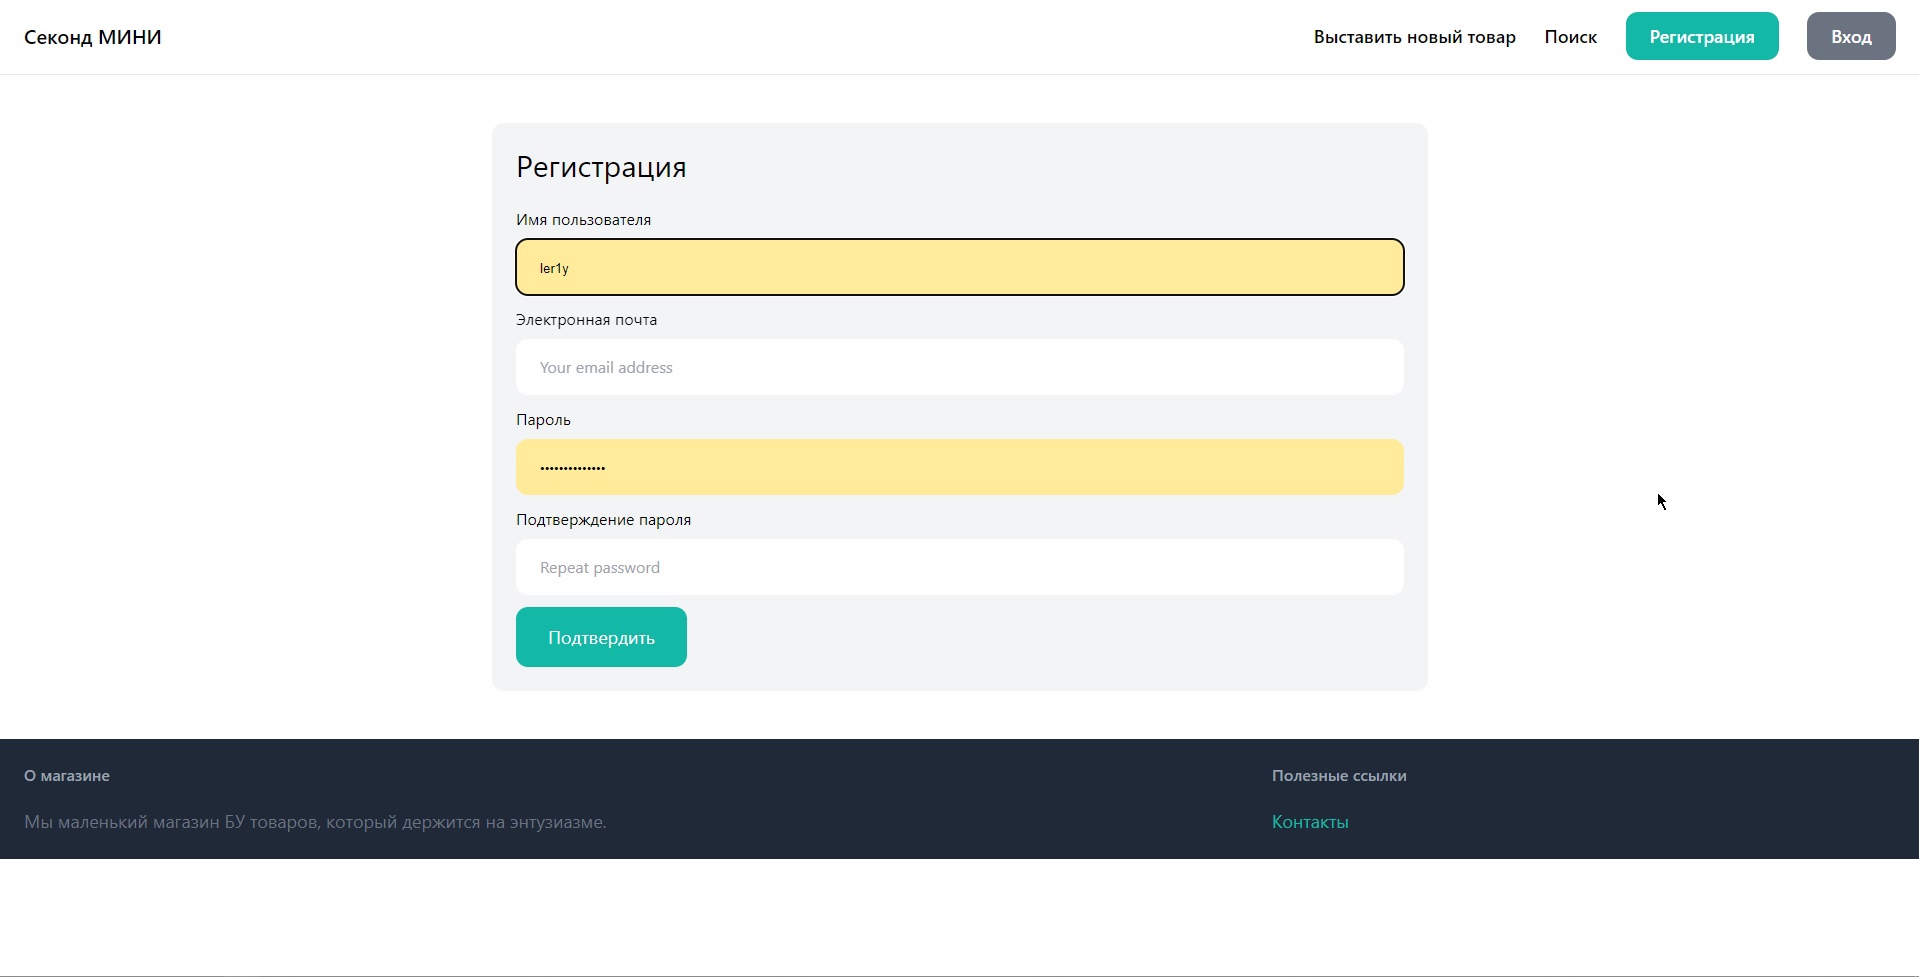 Секонд МИНИ
Выставить новый товар Поиск Регистрация Вход
Регистрация
Имя пользователя
ler1y
Электронная почта
Your email address
Пароль
••••••••••••••
Подтверждение пароля
Repeat password
Подтвердить
О магазине
Мы маленький магазин БУ товаров, который держится на энтузиазме.
Полезные ссылки
Контакты